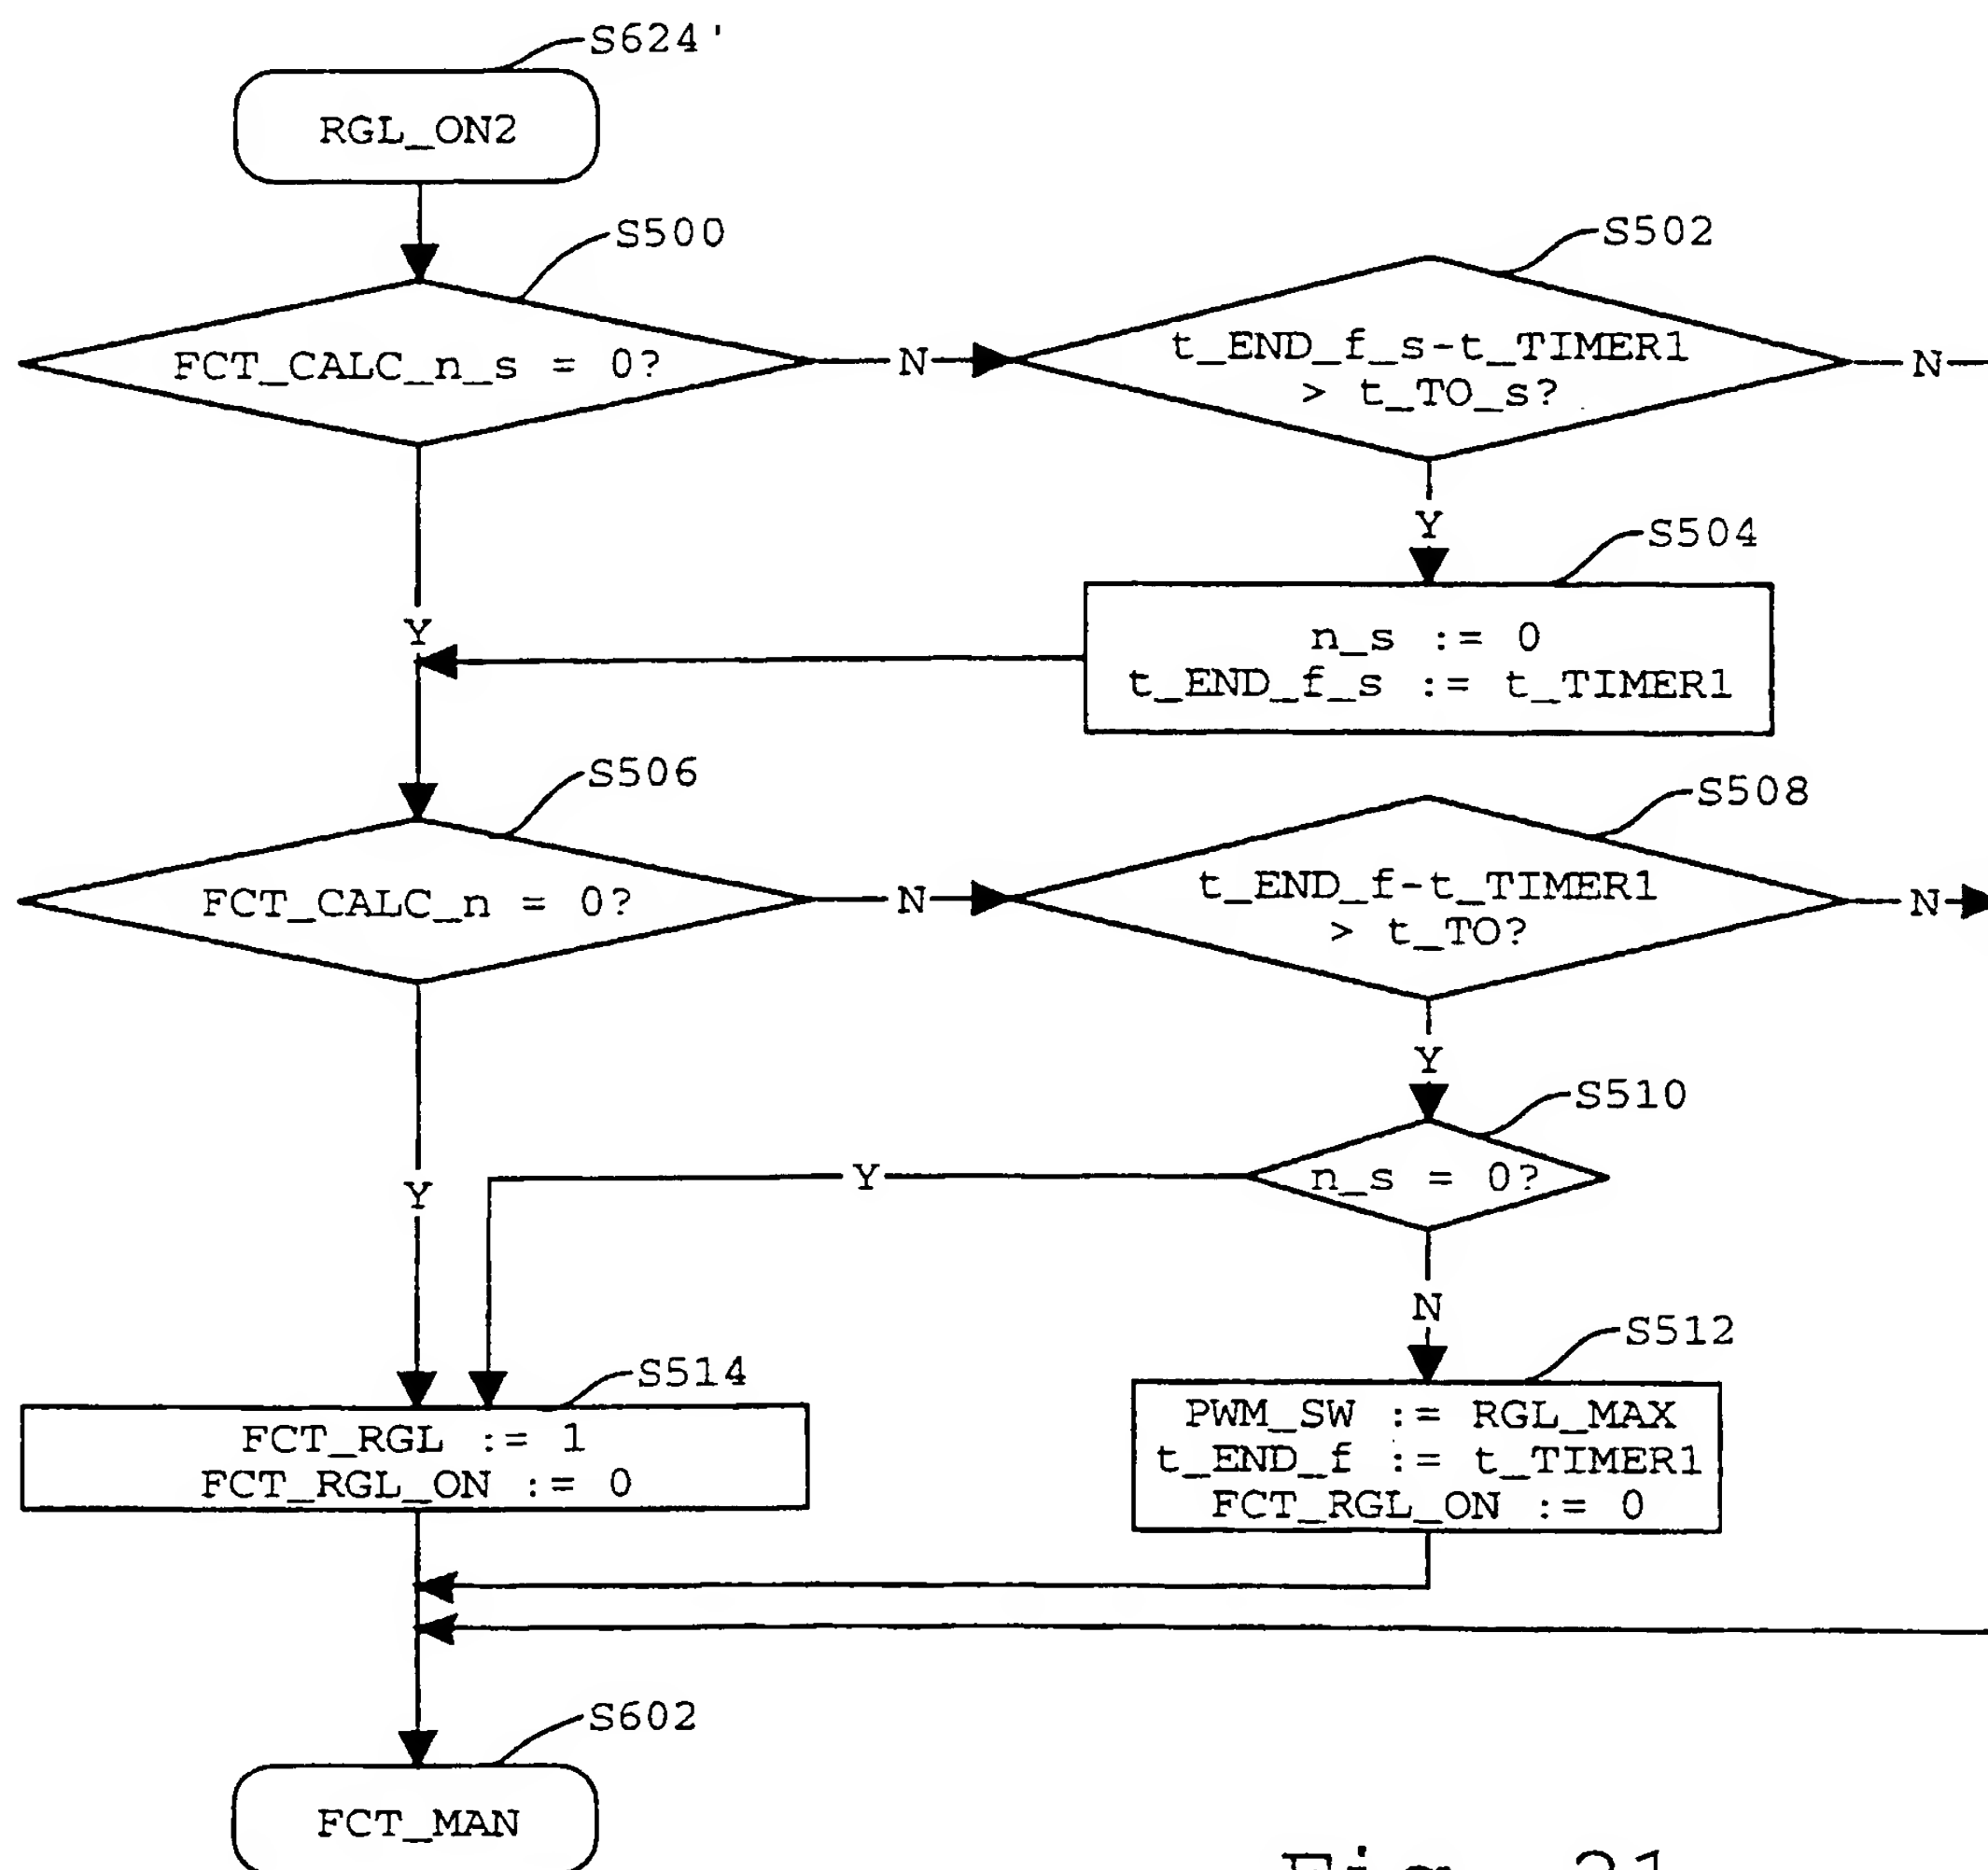 S624'
RGL_ON2
S500
FCT_CALC_n_s = 0?
N
S502
t_END_f_s-t_TIMER1
> t_TO_s?
N
Y
Y
S504
n_s := 0
t_END_f_s := t_TIMER1
S506
FCT_CALC_n = 0?
N
S508
t_END_f-t_TIMER1
> t_TO?
N
Y
Y
S510
n_s = 0?
Y
N
S514
FCT_RGL := 1
FCT_RGL_ON := 0
S512
PWM_SW := RGL_MAX
t_END_f := t_TIMER1
FCT_RGL_ON := 0
S602
FCT_MAN
Fig. 21